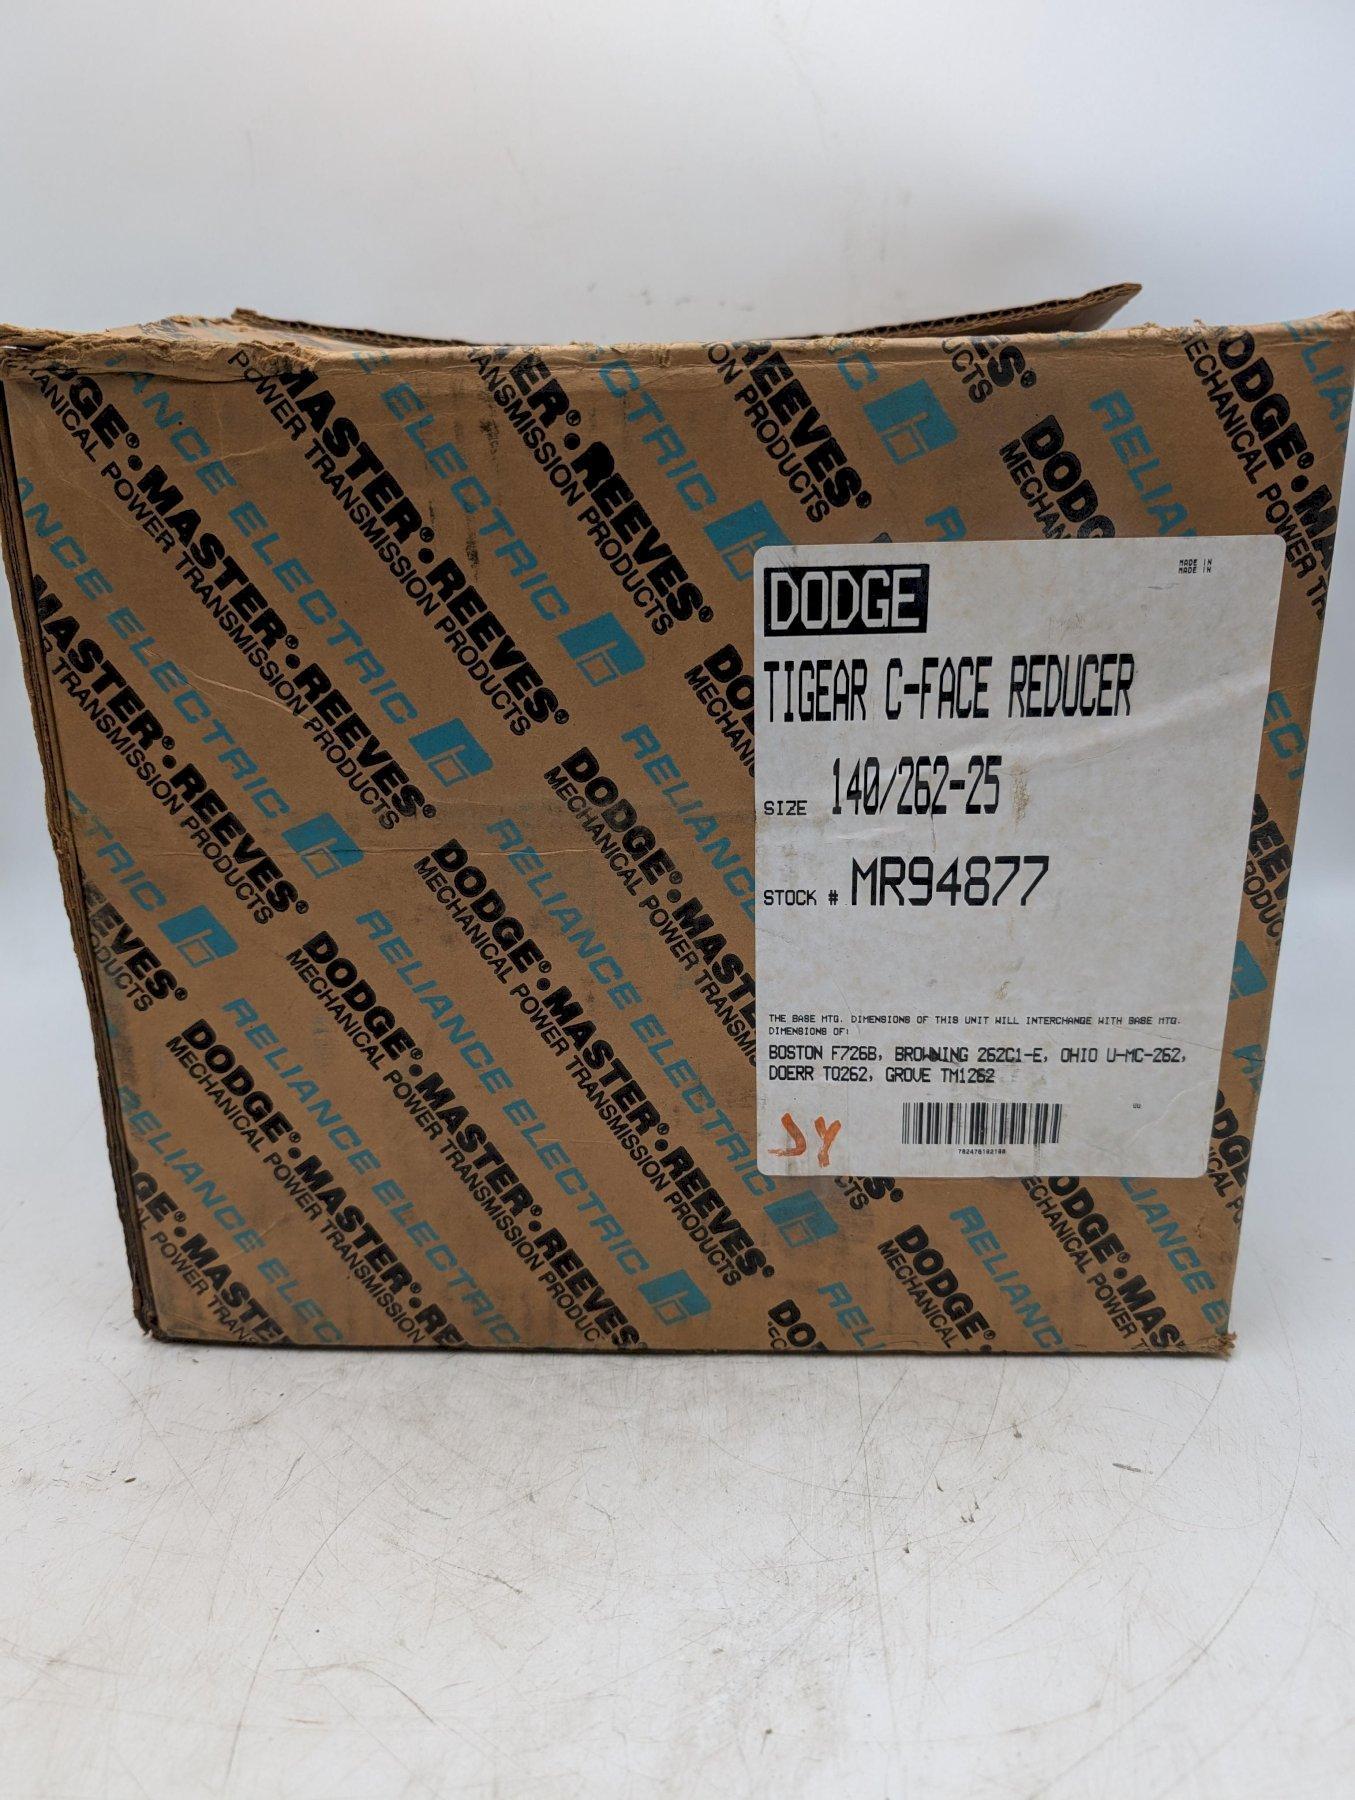 DODGE
MADE IN
MADE IN
TIGEAR C-FACE REDUCER
SIZE 140/262-25
STOCK # MR94877
THE BASE MTG. DIMENSIONS OF THIS UNIT WILL INTERCHANGE WITH BASE MTG.
DIMENSIONS OF:
BOSTON F726B, BROWNING 262C1-E, OHIO U-MC-262,
DOERR TQ262, GROVE TM1262
DODGE® • MASTER® • REEVES®
MECHANICAL POWER TRANSMISSION PRODUCTS
RELIANCE ELECTRIC